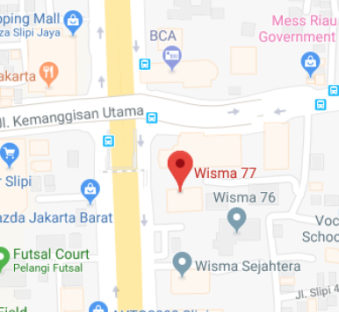 pping Mall
za Slipi Jaya
BCA
Mess Riau
Government
akarta
Jl. Kemanggisan Utama
Wisma 77
r Slipi
Wisma 76
azda Jakarta Barat
Voc
Schoo
Futsal Court
Pelangi Futsal
Wisma Sejahtera
Jl. Slipi 4